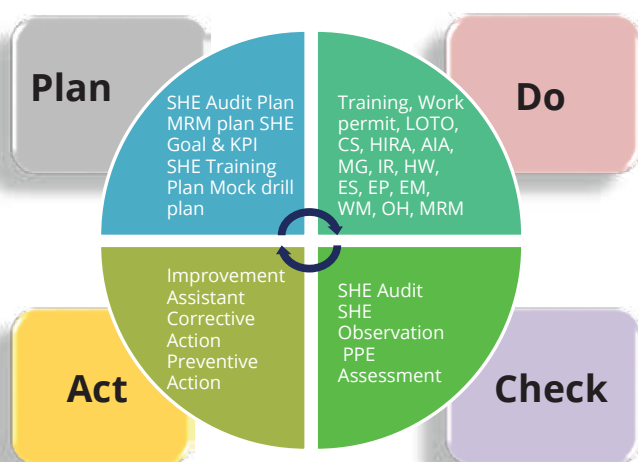 Plan
SHE Audit Plan
MRM plan SHE
Goal & KPI
SHE Training
Plan Mock drill
plan
Training, Work
permit, LOTO,
CS, HIRA, AIA,
MG, IR, HW,
ES, EP, EM,
WM, OH, MRM
Do
Improvement
Assistant
Corrective
Action
Preventive
Action
Act
SHE Audit
SHE
Observation
PPE
Assessment
Check